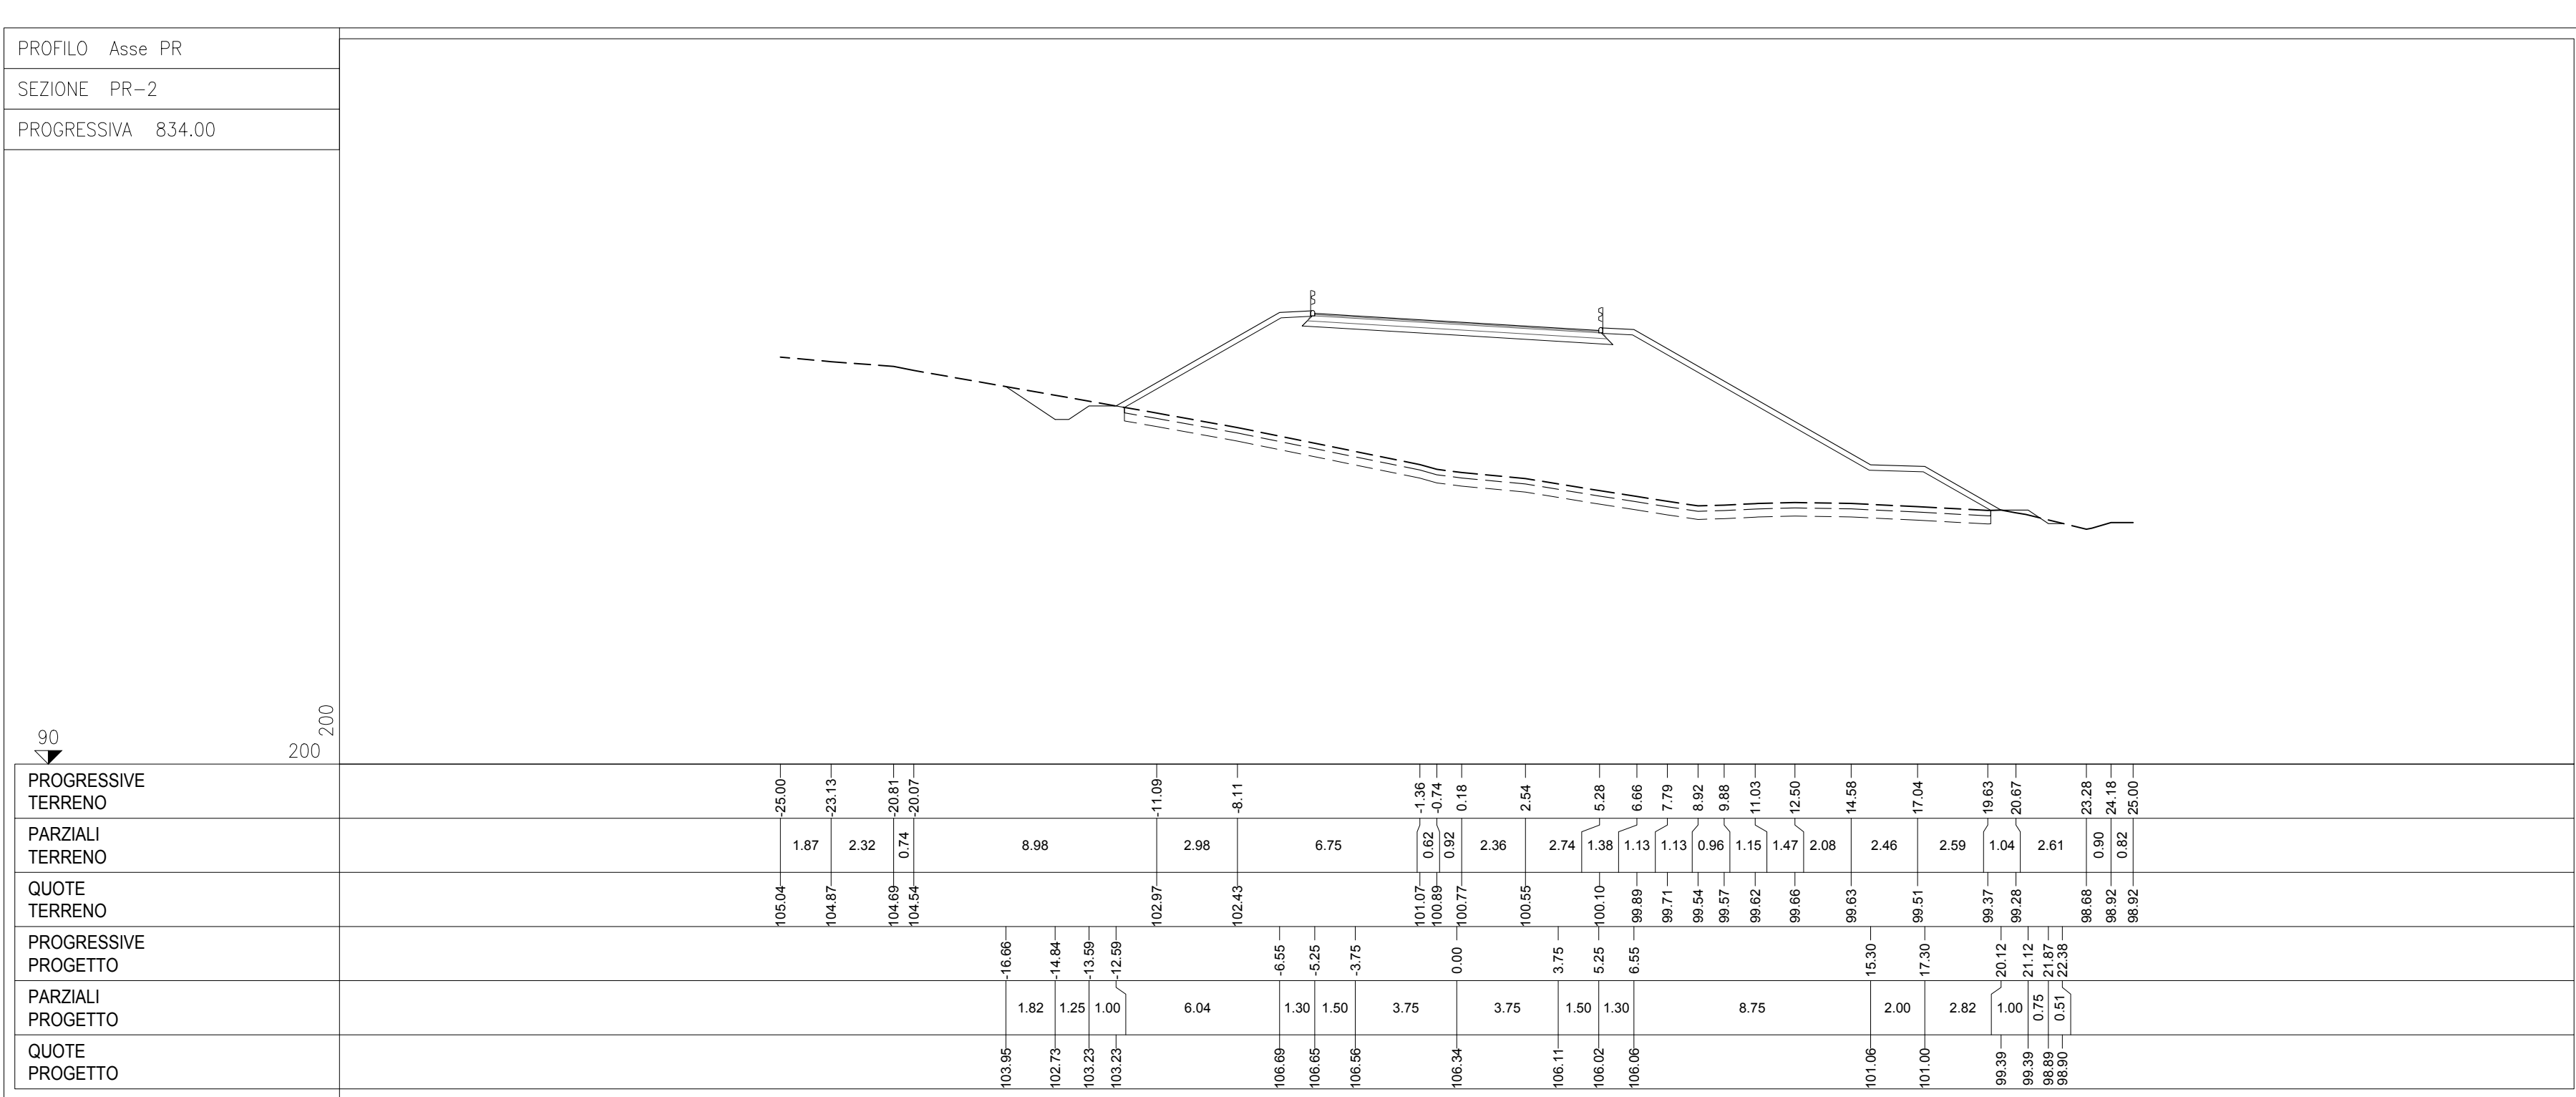 PROFILO Asse PR
SEZIONE PR-2
PROGRESSIVA 834.00
200
90
200
PROGRESSIVE
TERRENO
-25.00 -23.13 -20.81 -20.07 -11.09 -8.11 -1.36 -0.74 0.18 2.54 5.28 6.66 7.79 8.92 9.88 11.03 12.50 14.58 17.04 19.63 20.67 23.28 24.18 25.00
PARZIALI
TERRENO
1.87 2.32 0.74 8.98 2.98 6.75 0.62 0.92 2.36 2.74 1.38 1.13 1.13 0.96 1.15 1.47 2.08 2.46 2.59 1.04 2.61 0.90 0.82
QUOTE
TERRENO
105.04 104.87 104.69 104.54 102.97 102.43 101.07 100.89 100.77 100.55 100.10 99.89 99.71 99.54 99.57 99.62 99.66 99.63 99.51 99.37 99.28 98.68 98.92 98.92
PROGRESSIVE
PROGETTO
-16.66 -14.84 -13.59 -12.59 -6.55 -5.25 -3.75 0.00 3.75 5.25 6.55 15.30 17.30 20.12 21.12 21.87 22.38
PARZIALI
PROGETTO
1.82 1.25 1.00 6.04 1.30 1.50 3.75 3.75 1.50 1.30 8.75 2.00 2.82 1.00 0.75 0.51
QUOTE
PROGETTO
103.95 102.73 103.23 103.23 106.69 106.65 106.56 106.34 106.11 106.02 106.06 101.06 101.00 99.39 99.39 98.89 98.90